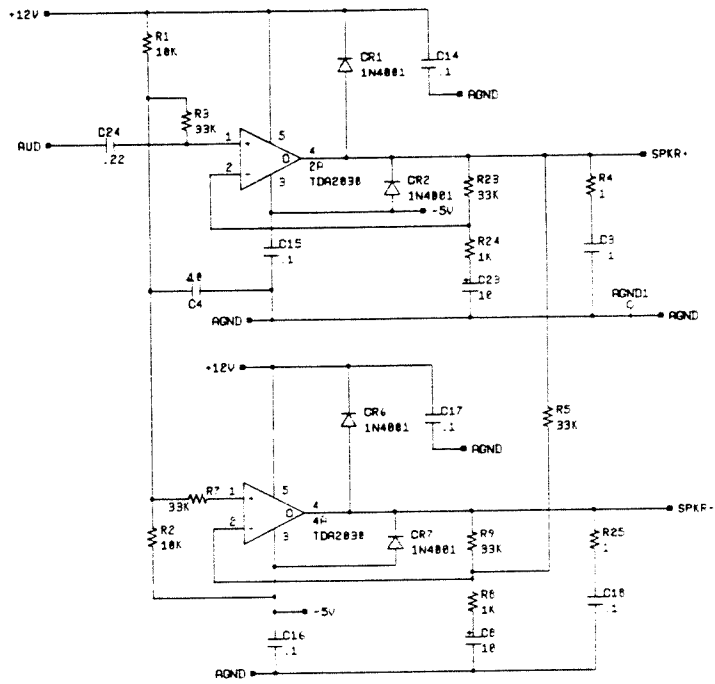 +12V
R1
10K
CR1
1N4001
C14
.1
AGND
R3
33K
C24
.22
AUD
1
+
5
4
O
2A
TDA2030
2
-
3
SPKR+
CR2
1N4001
R23
33K
R4
1
-5V
C15
.1
R24
1K
C3
.1
+
C23
10
10
C4
AGND1
AGND
AGND
+12V
CR6
1N4001
C17
.1
AGND
R5
33K
R7
33K
1
+
5
4
O
4A
TDA2030
2
-
3
SPKR-
R2
10K
CR7
1N4001
R9
33K
R25
1
-5V
R8
1K
C18
.1
C16
.1
+
C8
10
AGND